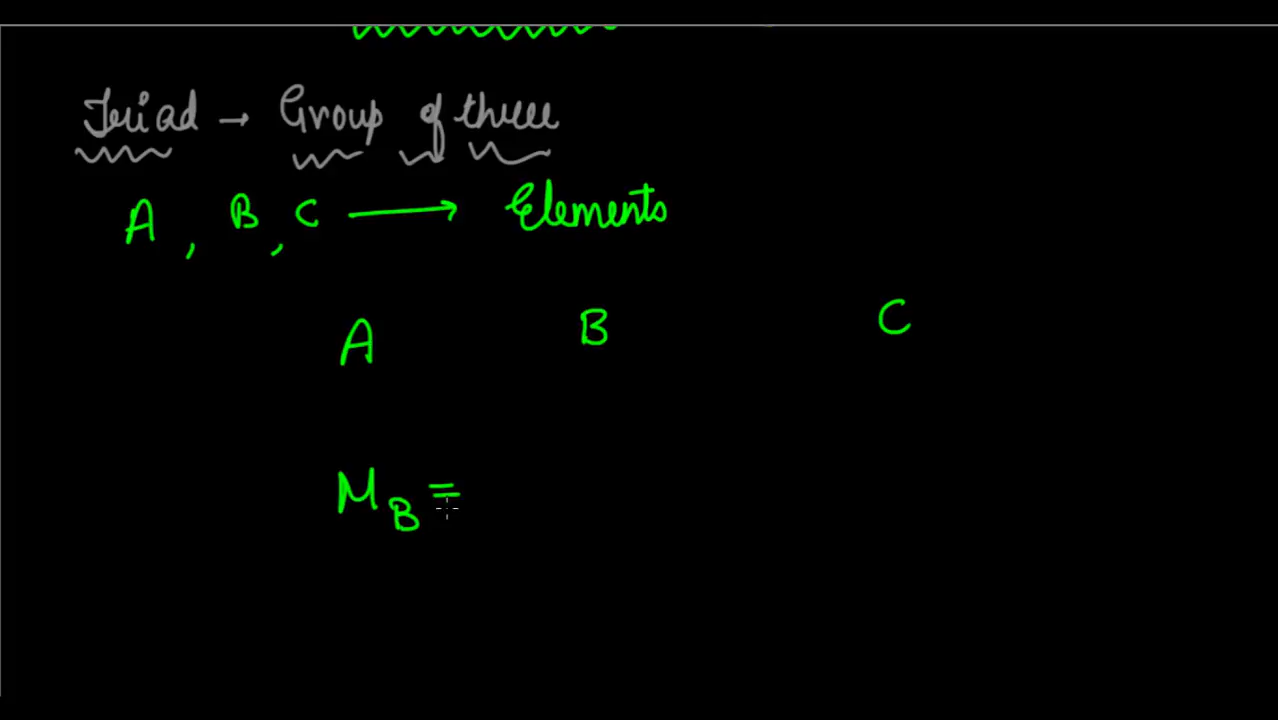 Triad → Group of three
A , B , C → Elements
A B C
M_B =